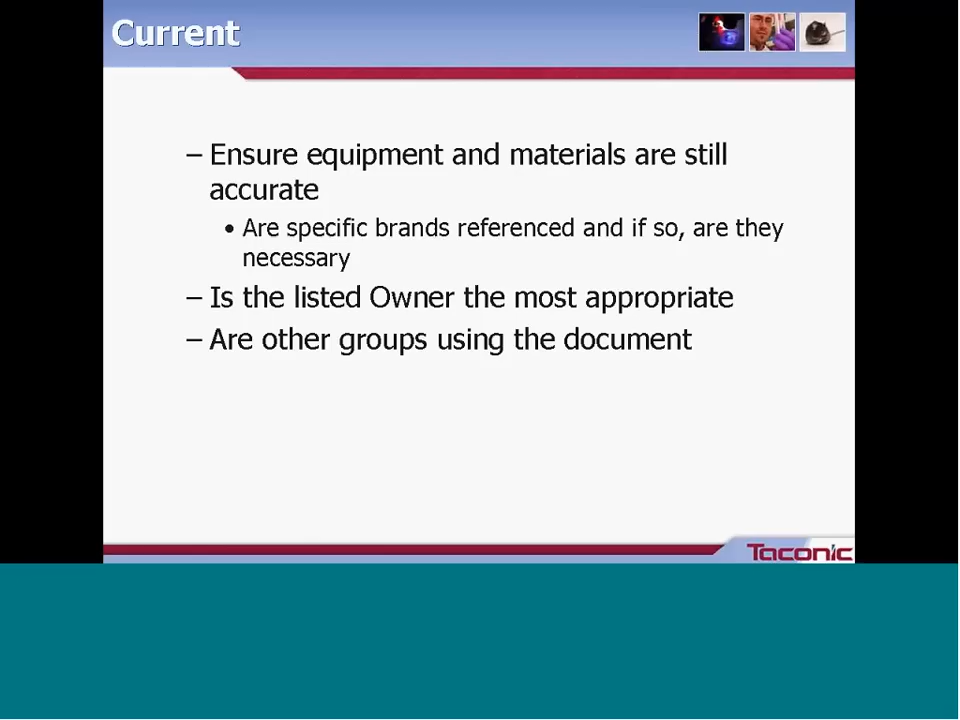 Current
– Ensure equipment and materials are still
accurate
• Are specific brands referenced and if so, are they
necessary
– Is the listed Owner the most appropriate
– Are other groups using the document
Taconic